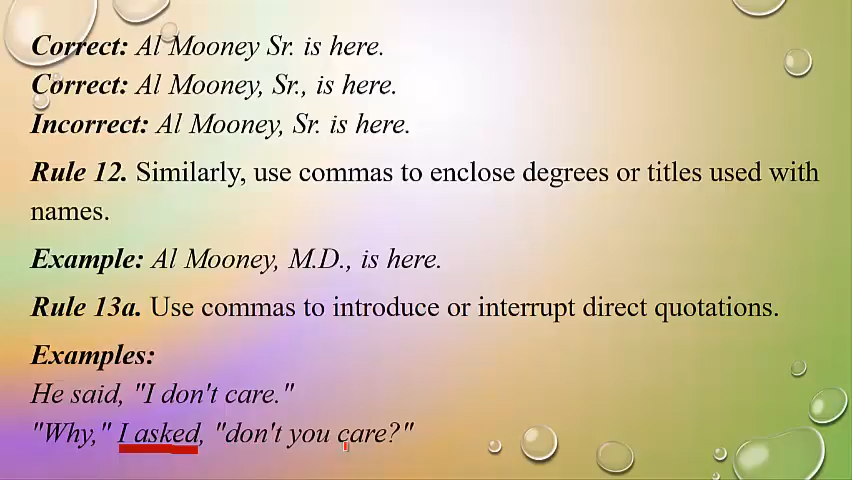 Correct: Al Mooney Sr. is here.
Correct: Al Mooney, Sr., is here.
Incorrect: Al Mooney, Sr. is here.
Rule 12. Similarly, use commas to enclose degrees or titles used with
names.
Example: Al Mooney, M.D., is here.
Rule 13a. Use commas to introduce or interrupt direct quotations.
Examples:
He said, "I don't care."
"Why," I asked, "don't you care?"